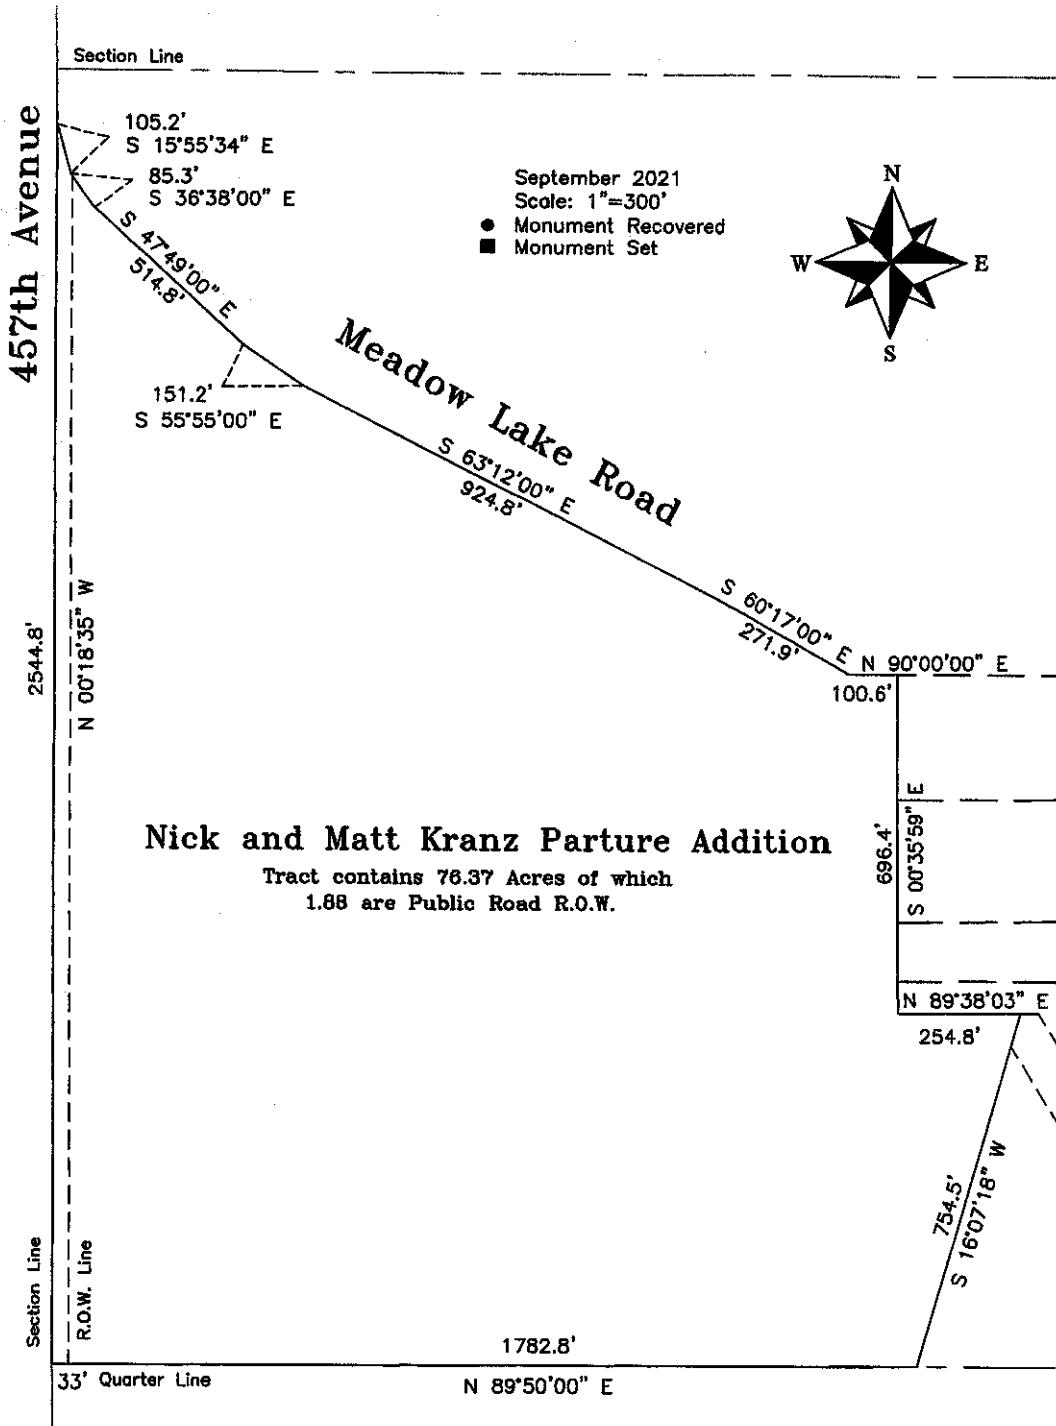 Section Line
457th Avenue
105.2'
S 15°55'34" E
85.3'
S 36°38'00" E
September 2021
Scale: 1"=300'
Monument Recovered
Monument Set
N
W
E
S
S 47°49'00" E
514.8'
Meadow Lake Road
151.2'
S 55°55'00" E
S 63°12'00" E
924.8'
S 60°17'00" E
271.9'
N 90°00'00" E
100.6'
2544.8'
N 00°18'35" W
696.4'
S 00°35'59" E
Nick and Matt Kranz Parture Addition
Tract contains 76.37 Acres of which
1.88 are Public Road R.O.W.
N 89°38'03" E
254.8'
754.5'
S 16°07'18" W
Section Line
R.O.W. Line
1782.8'
33' Quarter Line
N 89°50'00" E